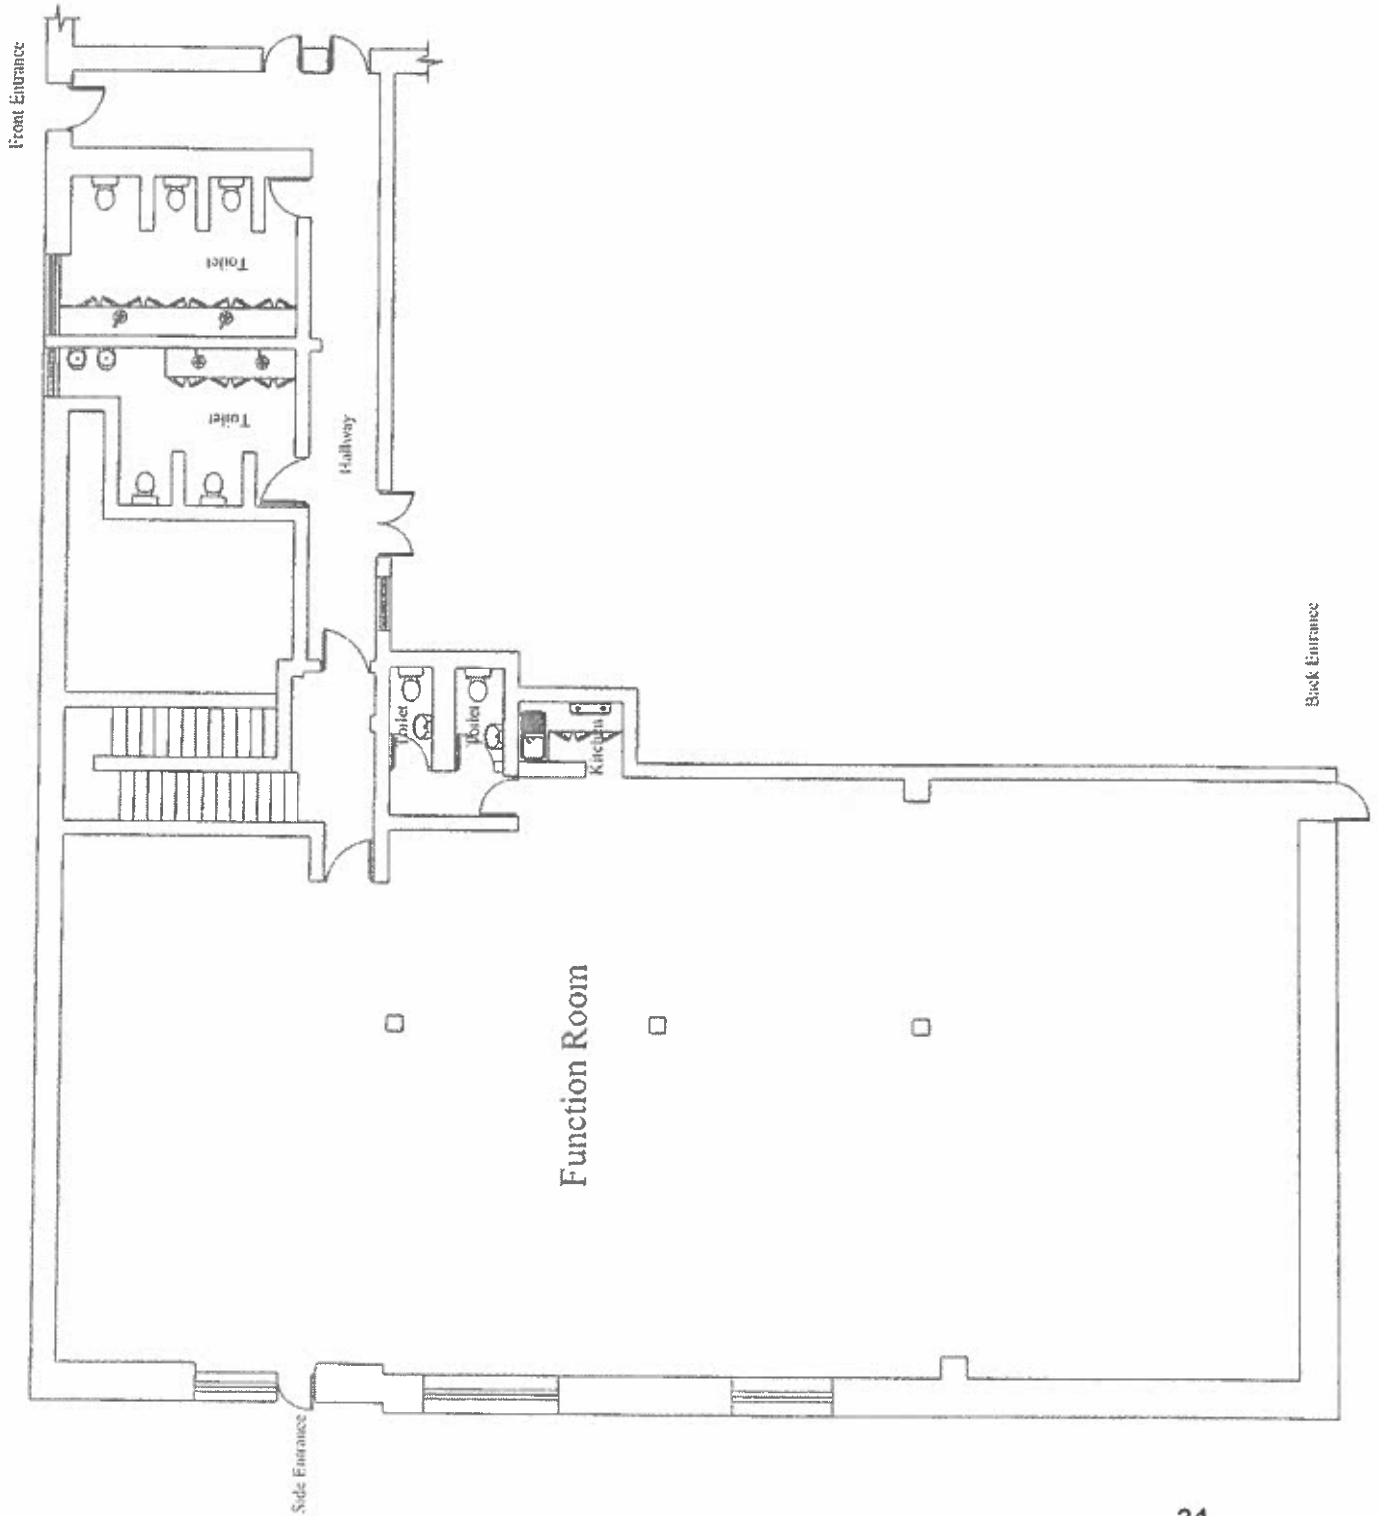 Front Entrance
Toilet
Toilet
Hallway
Toilet
Toilet
Kitchen
Back Entrance
Function Room
Side Entrance